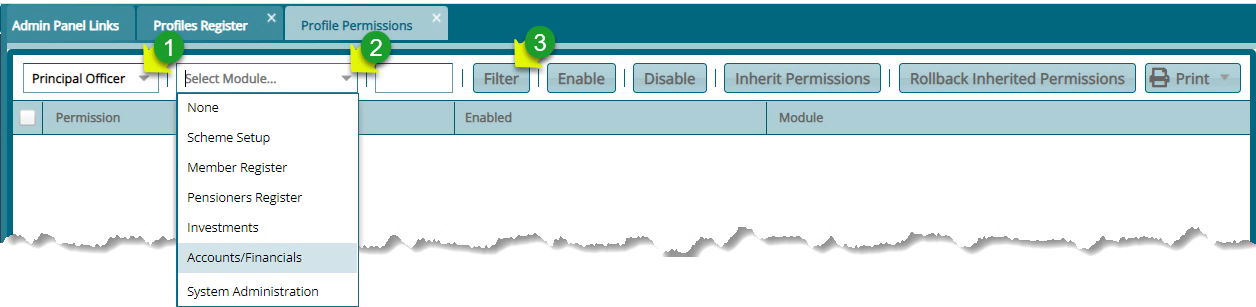 Admin Panel Links Profiles Register Profile Permissions
1 2 3
Principal Officer Select Module... Filter Enable Disable Inherit Permissions Rollback Inherited Permissions Print
Permission Enabled Module
None
Scheme Setup
Member Register
Pensioners Register
Investments
Accounts/Financials
System Administration